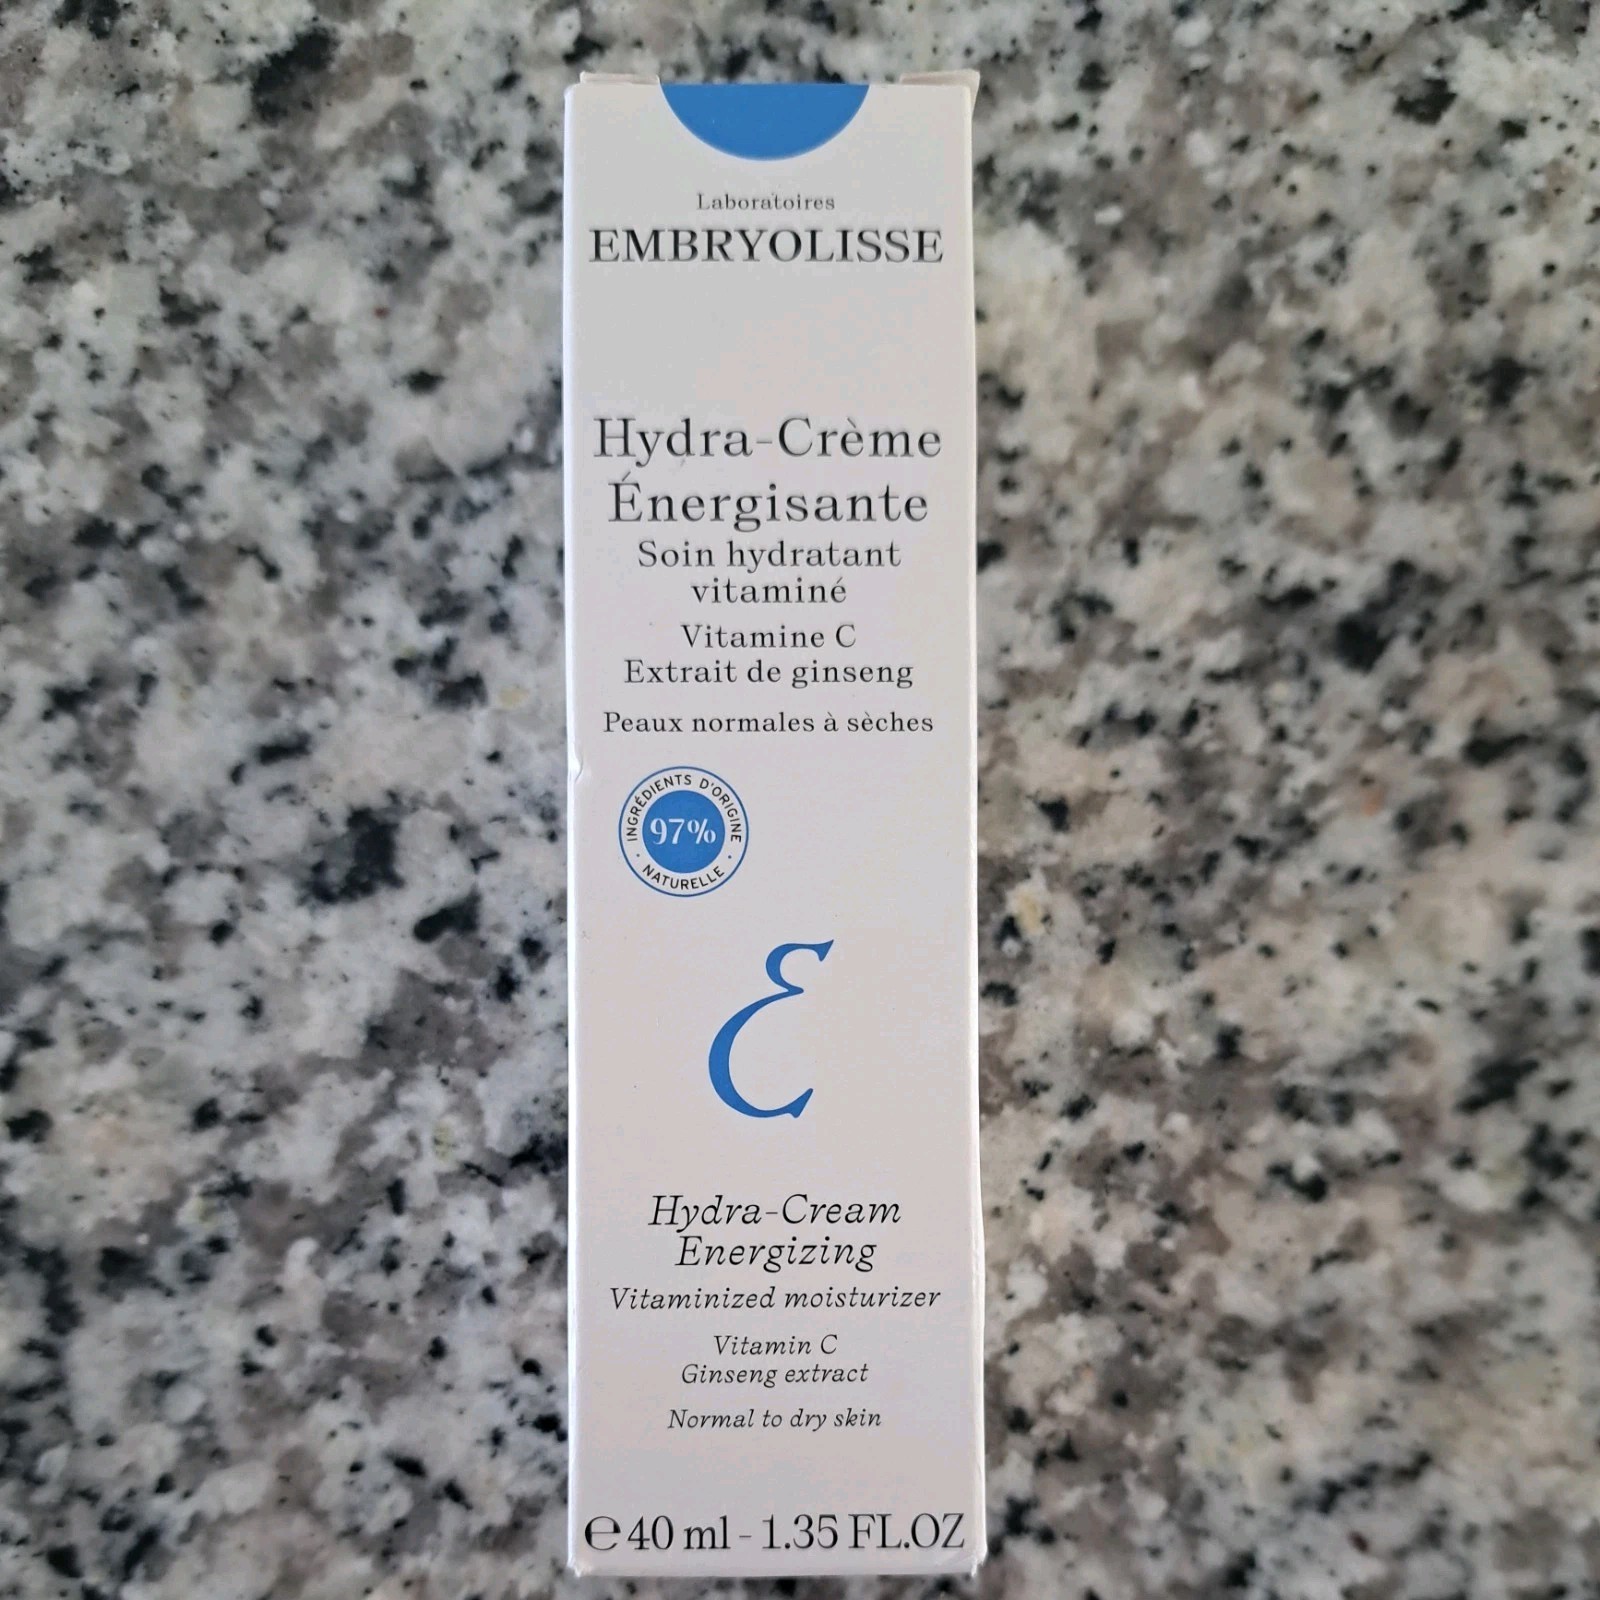 Laboratoires
EMBRYOLISSE
Hydra-Crème
Énergisante
Soin hydratant
vitaminé
Vitamine C
Extrait de ginseng
Peaux normales à sèches
INGRÉDIENTS D'ORIGINE
97%
NATURELLE
Ɛ
Hydra-Cream
Energizing
Vitaminized moisturizer
Vitamin C
Ginseng extract
Normal to dry skin
℮ 40 ml - 1.35 FL.OZ